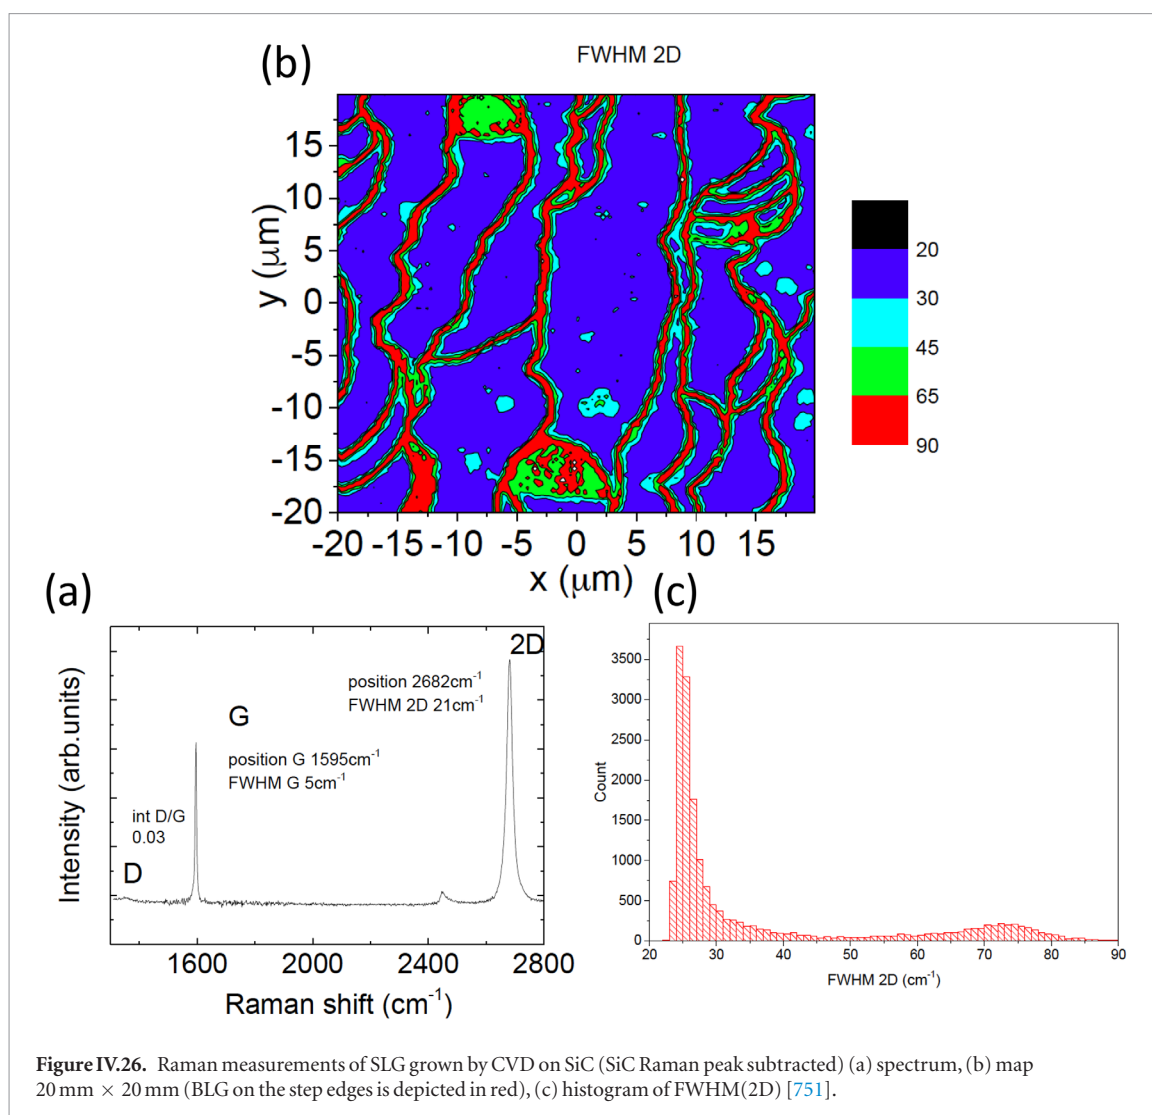 (b)
FWHM 2D
15
10
5
0
-5
-10
-15
-20
y (μm)
-20 -15 -10 -5 0 5 10 15
x (μm)
20
30
45
65
90
(a)
2D
position 2682cm⁻¹
FWHM 2D 21cm⁻¹
G
position G 1595cm⁻¹
FWHM G 5cm⁻¹
int D/G
0.03
D
Intensity (arb.units)
1600 2000 2400 2800
Raman shift (cm⁻¹)
(c)
3500
3000
2500
2000
1500
1000
500
0
Count
20 30 40 50 60 70 80 90
FWHM 2D (cm⁻¹)
Figure IV.26. Raman measurements of SLG grown by CVD on SiC (SiC Raman peak subtracted) (a) spectrum, (b) map
20 mm × 20 mm (BLG on the step edges is depicted in red), (c) histogram of FWHM(2D) [751].